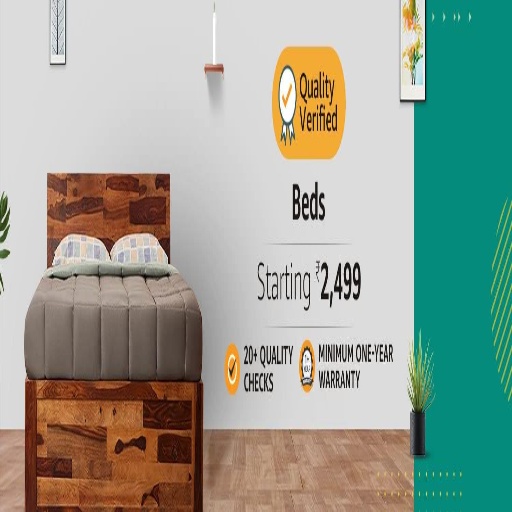 Quality
Verified
Beds
Starting ₹2,499
20+ QUALITY
CHECKS
MINIMUM ONE-YEAR
WARRANTY